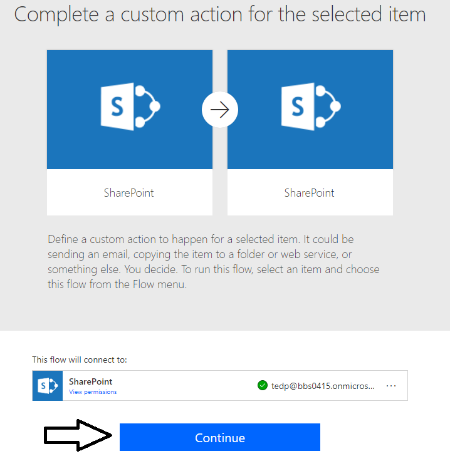 Complete a custom action for the selected item
S
S
SharePoint
SharePoint
Define a custom action to happen for a selected item. It could be
sending an email, copying the item to a folder or web service, or
something else. You decide. To run this flow, select an item and choose
this flow from the Flow menu.
This flow will connect to:
S
SharePoint
View permissions
tedp@bbs0415.onmicros...
Continue